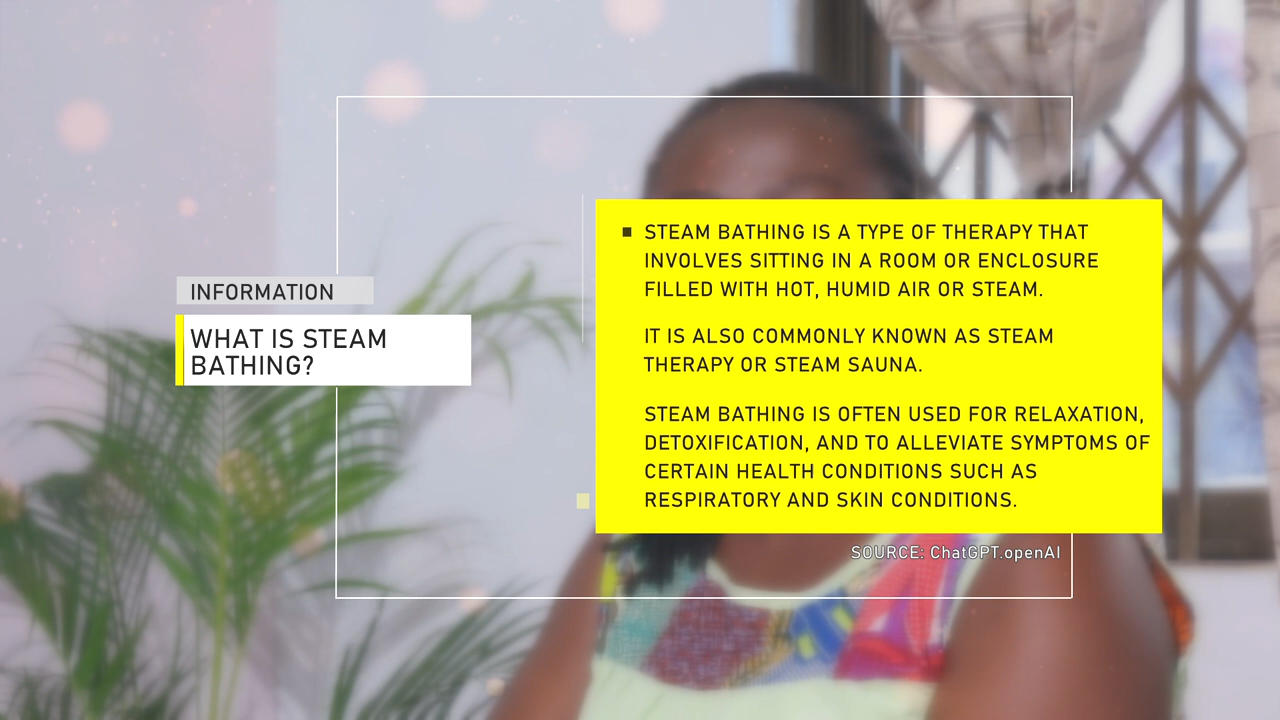 INFORMATION
WHAT IS STEAM
BATHING?
■ STEAM BATHING IS A TYPE OF THERAPY THAT
INVOLVES SITTING IN A ROOM OR ENCLOSURE
FILLED WITH HOT, HUMID AIR OR STEAM.
IT IS ALSO COMMONLY KNOWN AS STEAM
THERAPY OR STEAM SAUNA.
STEAM BATHING IS OFTEN USED FOR RELAXATION,
DETOXIFICATION, AND TO ALLEVIATE SYMPTOMS OF
CERTAIN HEALTH CONDITIONS SUCH AS
RESPIRATORY AND SKIN CONDITIONS.
SOURCE: ChatGPT.openAI